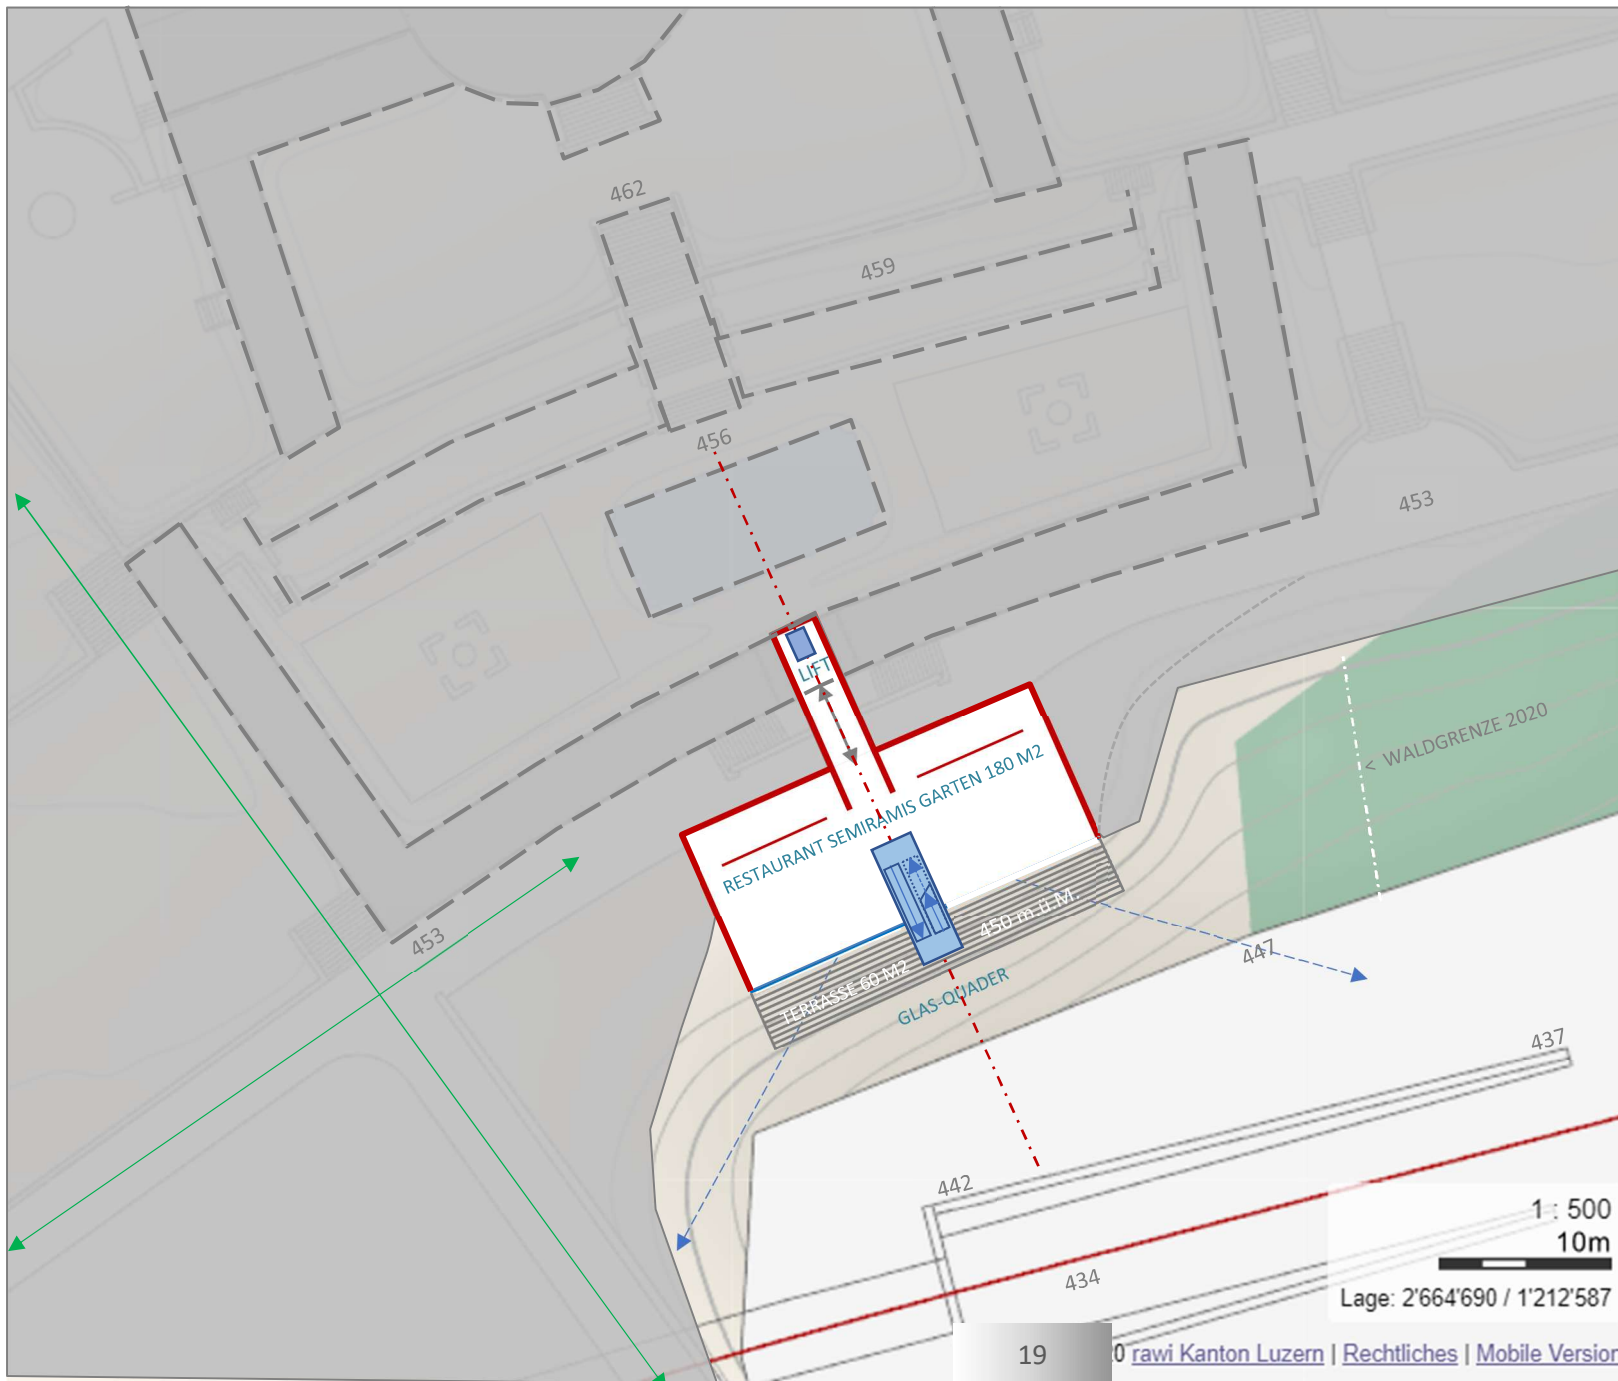 462
459
456
453
LIFT
< WALDGRENZE 2020
RESTAURANT SEMIRAMIS GARTEN 180 M2
450 m.ü.M.
453
447
TERRASSE 60 M2
GLAS-QUADER
437
442
434
1 : 500
10m
Lage: 2'664'690 / 1'212'587
19
0 rawi Kanton Luzern | Rechtliches | Mobile Version